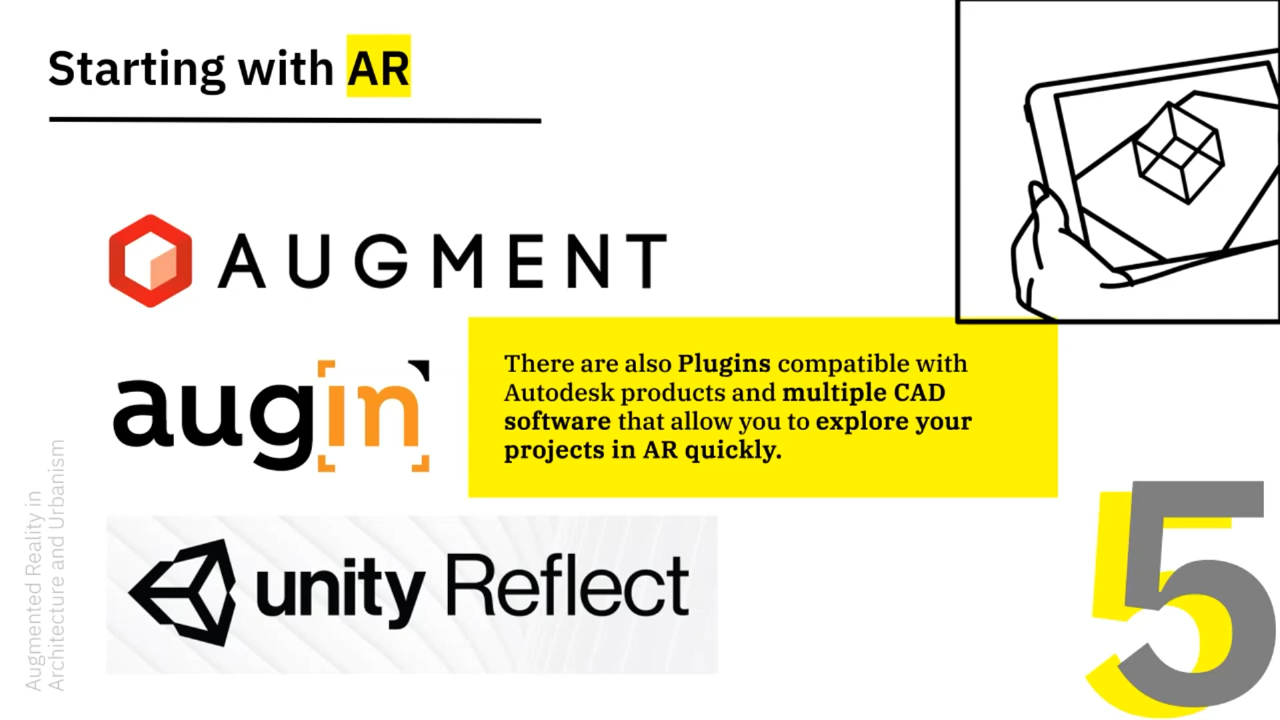 Starting with AR
AUGMENT
augin
There are also Plugins compatible with
Autodesk products and multiple CAD
software that allow you to explore your
projects in AR quickly.
unity Reflect
Augmented Reality in
Architecture and Urbanism
5